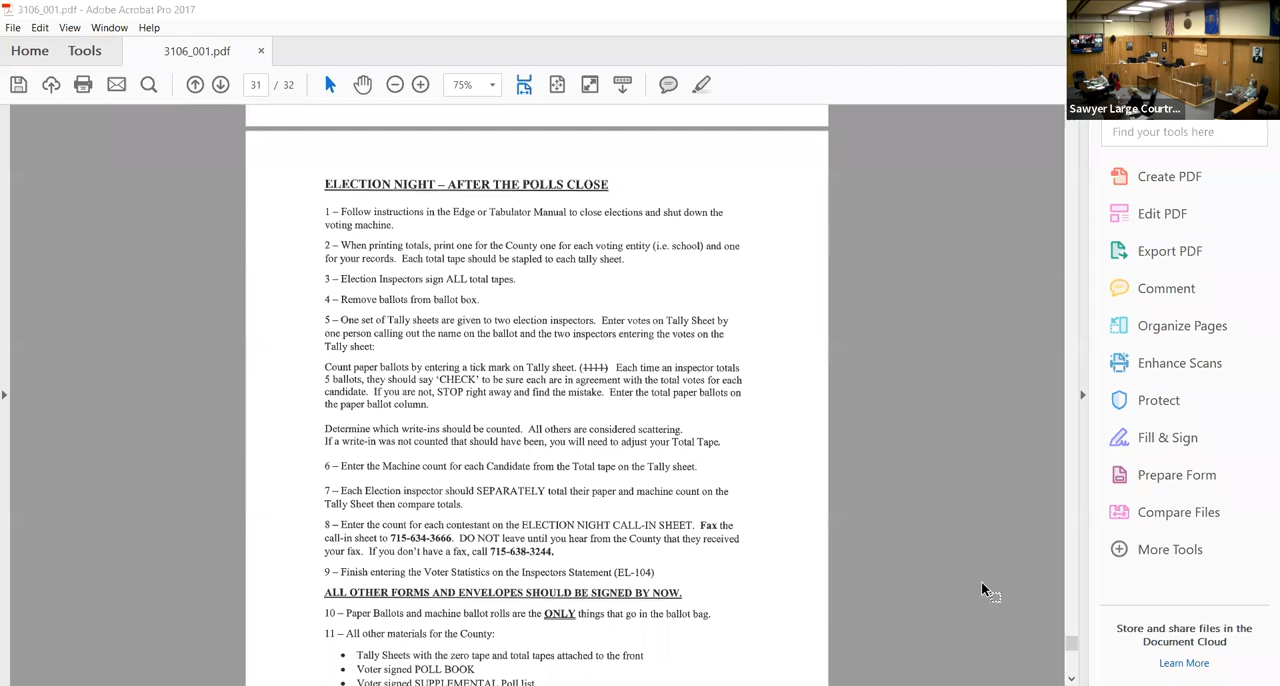 3106_001.pdf - Adobe Acrobat Pro 2017
File Edit View Window Help
Home Tools 3106_001.pdf ×
31 / 32 75%
Sawyer Large Courtr...
Find your tools here
Create PDF
Edit PDF
Export PDF
Comment
Organize Pages
Enhance Scans
Protect
Fill & Sign
Prepare Form
Compare Files
More Tools
Store and share files in the
Document Cloud
Learn More
ELECTION NIGHT – AFTER THE POLLS CLOSE
1 – Follow instructions in the Edge or Tabulator Manual to close elections and shut down the
voting machine.
2 – When printing totals, print one for the County one for each voting entity (i.e. school) and one
for your records. Each total tape should be stapled to each tally sheet.
3 – Election Inspectors sign ALL total tapes.
4 – Remove ballots from ballot box.
5 – One set of Tally sheets are given to two election inspectors. Enter votes on Tally Sheet by
one person calling out the name on the ballot and the two inspectors entering the votes on the
Tally sheet:
Count paper ballots by entering a tick mark on Tally sheet. (1111) Each time an inspector totals
5 ballots, they should say ‘CHECK’ to be sure each are in agreement with the total votes for each
candidate. If you are not, STOP right away and find the mistake. Enter the total paper ballots on
the paper ballot column.
Determine which write-ins should be counted. All others are considered scattering.
If a write-in was not counted that should have been, you will need to adjust your Total Tape.
6 – Enter the Machine count for each Candidate from the Total tape on the Tally sheet.
7 – Each Election inspector should SEPARATELY total their paper and machine count on the
Tally Sheet then compare totals.
8 – Enter the count for each contestant on the ELECTION NIGHT CALL-IN SHEET. Fax the
call-in sheet to 715-634-3666. DO NOT leave until you hear from the County that they received
your fax. If you don’t have a fax, call 715-638-3244.
9 – Finish entering the Voter Statistics on the Inspectors Statement (EL-104)
ALL OTHER FORMS AND ENVELOPES SHOULD BE SIGNED BY NOW.
10 – Paper Ballots and machine ballot rolls are the ONLY things that go in the ballot bag.
11 – All other materials for the County:
• Tally Sheets with the zero tape and total tapes attached to the front
• Voter signed POLL BOOK
• Voter signed SUPPLEMENTAL Poll list